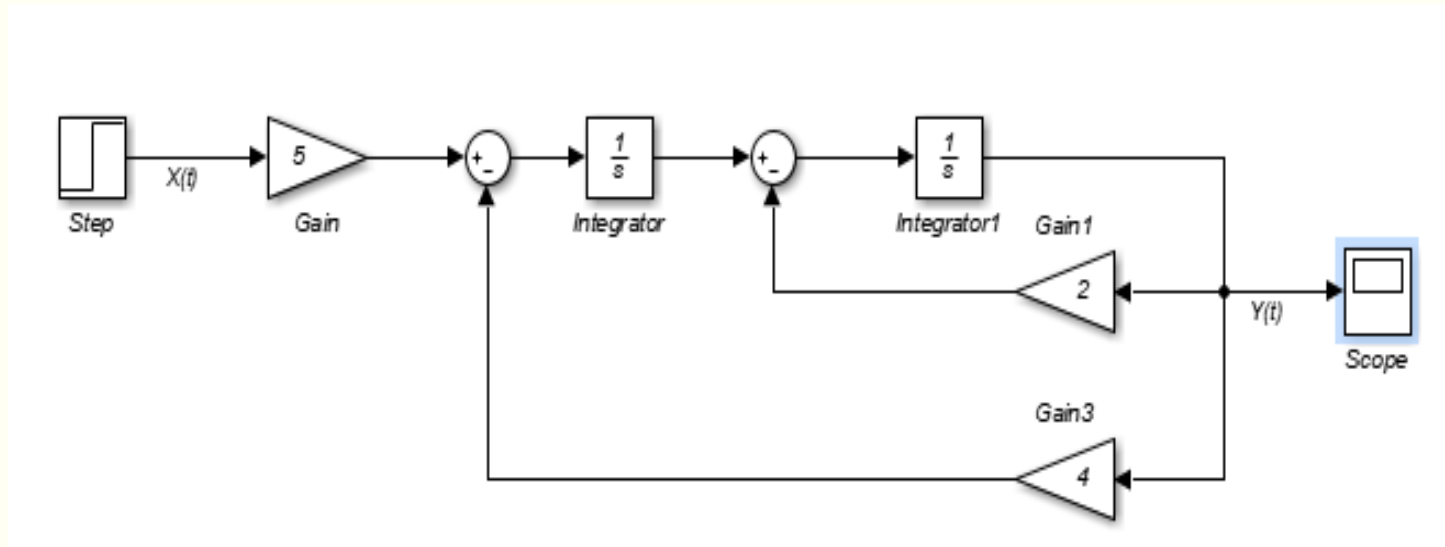 5
+
−
1
s
+
−
1
s
X(t)
Step
Gain
Integrator
Integrator1
Gain1
2
Y(t)
Scope
Gain3
4